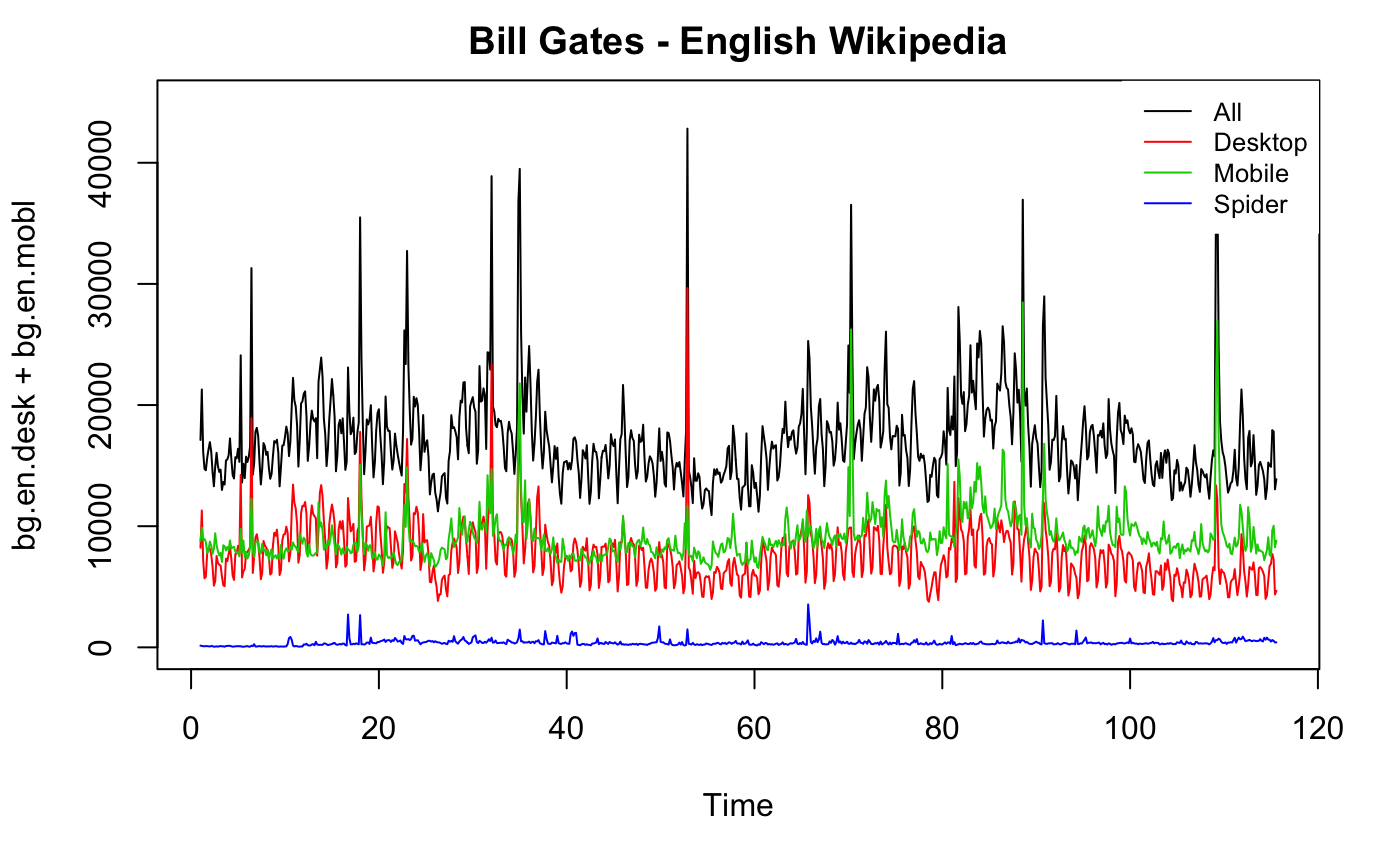 Bill Gates - English Wikipedia
bg.en.desk + bg.en.mobl
40000
30000
20000
10000
0
All
Desktop
Mobile
Spider
0 20 40 60 80 100 120
Time